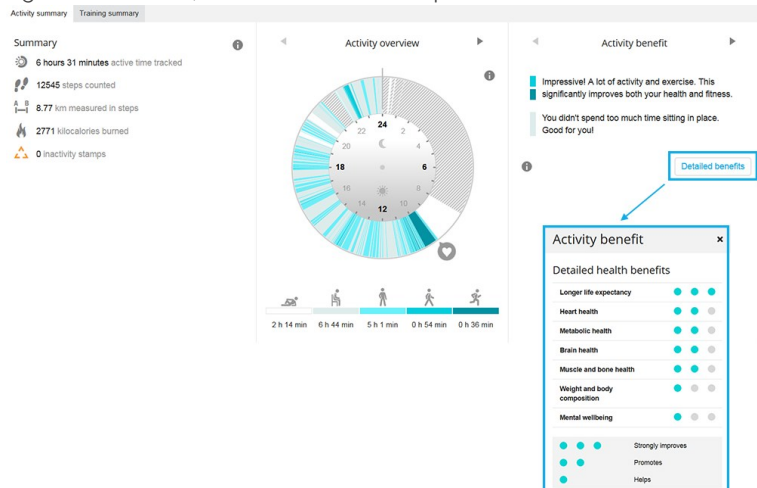 Activity summary
Training summary
Summary
6 hours 31 minutes active time tracked
12545 steps counted
A B
8.77 km measured in steps
2771 kilocalories burned
0 inactivity stamps
Activity overview
24
22 2
20 4
18 6
16 8
14 10
12
2 h 14 min 6 h 44 min 5 h 1 min 0 h 54 min 0 h 36 min
Activity benefit
Impressive! A lot of activity and exercise. This
significantly improves both your health and fitness.
You didn't spend too much time sitting in place.
Good for you!
Detailed benefits
Activity benefit ×
Detailed health benefits
Longer life expectancy
Heart health
Metabolic health
Brain health
Muscle and bone health
Weight and body
composition
Mental wellbeing
Strongly improves
Promotes
Helps